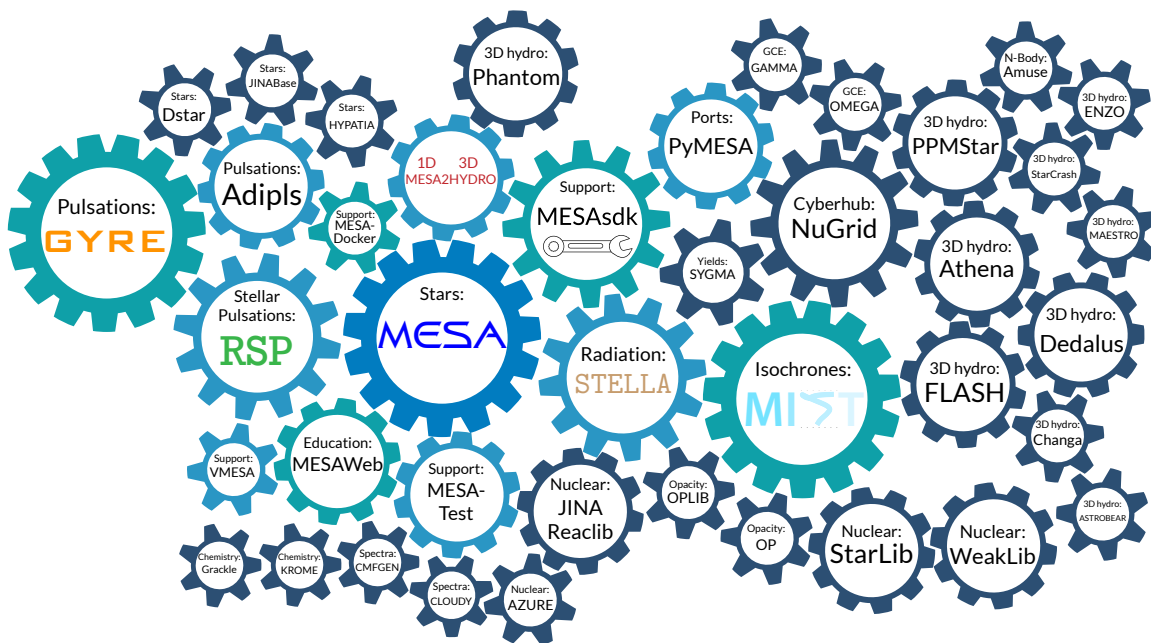 Stars:
Dstar
Stars:
JINABase
Stars:
HYPATIA
3D hydro:
Phantom
GCE:
GAMMA
GCE:
OMEGA
N-Body:
Amuse
3D hydro:
ENZO
Pulsations:
GYRE
Pulsations:
Adipls
Support:
MESA-
Docker
1D 3D
MESA2HYDRO
Support:
MESAsdk
Ports:
PyMESA
Cyberhub:
NuGrid
3D hydro:
PPMStar
3D hydro:
StarCrash
3D hydro:
MAESTRO
Yields:
SYGMA
3D hydro:
Athena
Stellar
Pulsations:
RSP
Stars:
MESA
Radiation:
STELLA
Isochrones:
MIST
3D hydro:
FLASH
3D hydro:
Dedalus
3D hydro:
Changa
Support:
VMESA
Education:
MESAWeb
Support:
MESA-
Test
Nuclear:
JINA
Reaclib
Opacity:
OPLIB
Opacity:
OP
Nuclear:
StarLib
Nuclear:
WeakLib
3D hydro:
ASTROBEAR
Chemistry:
Grackle
Chemistry:
KROME
Spectra:
CMFGEN
Spectra:
CLOUDY
Nuclear:
AZURE